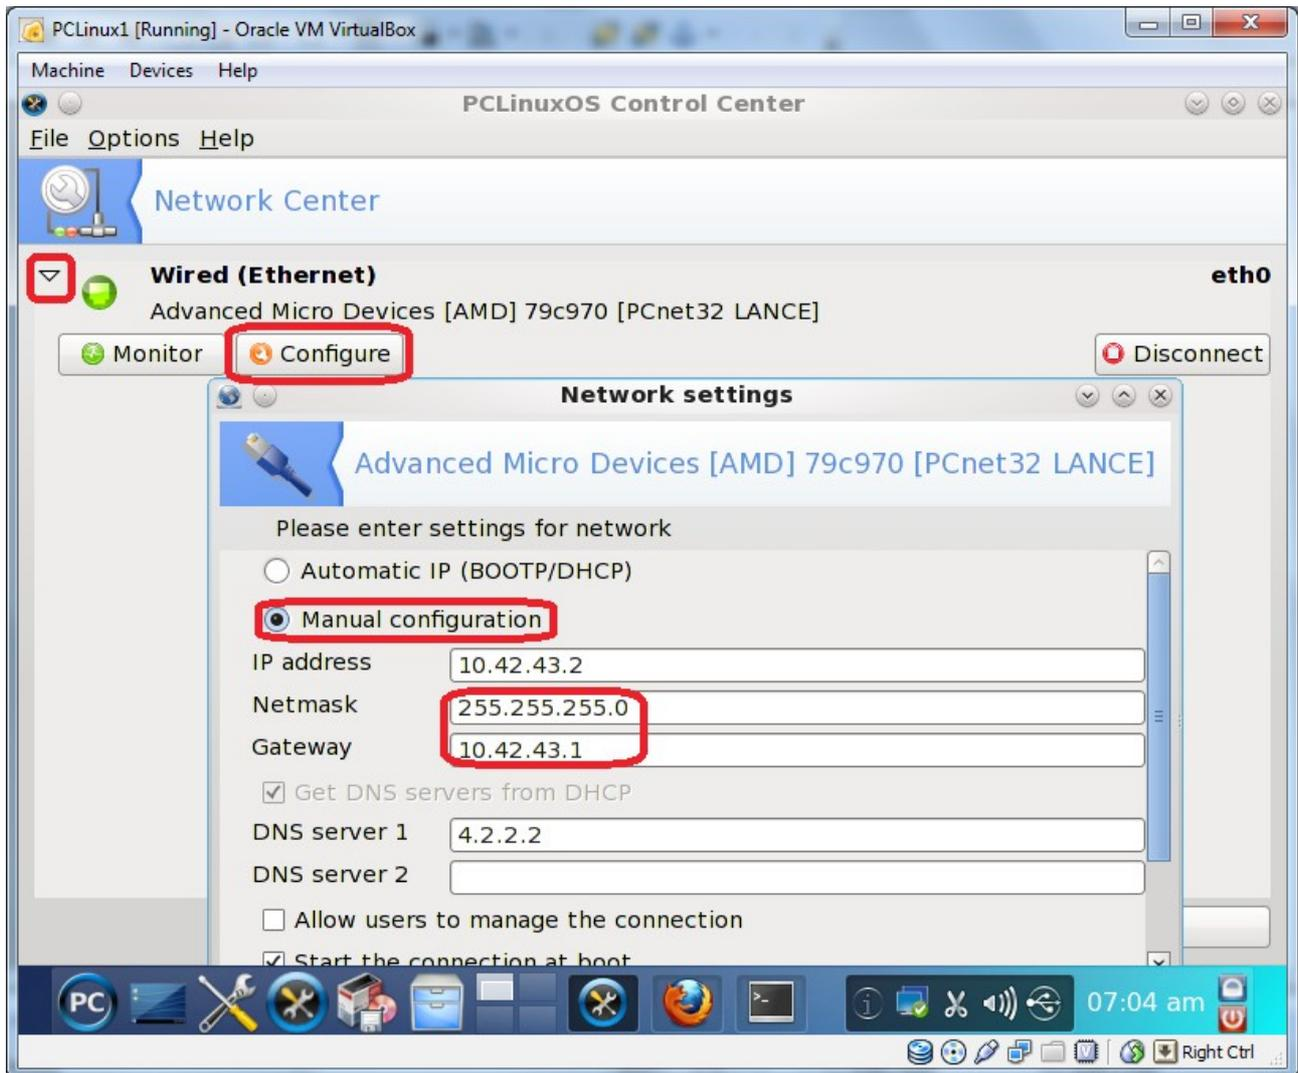 PCLinux1 [Running] - Oracle VM VirtualBox
Machine Devices Help
PCLinuxOS Control Center
File Options Help
Network Center
Wired (Ethernet) eth0
Advanced Micro Devices [AMD] 79c970 [PCnet32 LANCE]
Monitor Configure Disconnect
Network settings
Advanced Micro Devices [AMD] 79c970 [PCnet32 LANCE]
Please enter settings for network
Automatic IP (BOOTP/DHCP)
Manual configuration
IP address 10.42.43.2
Netmask 255.255.255.0
Gateway 10.42.43.1
Get DNS servers from DHCP
DNS server 1 4.2.2.2
DNS server 2
Allow users to manage the connection
Start the connection at boot
PC 07:04 am
Right Ctrl